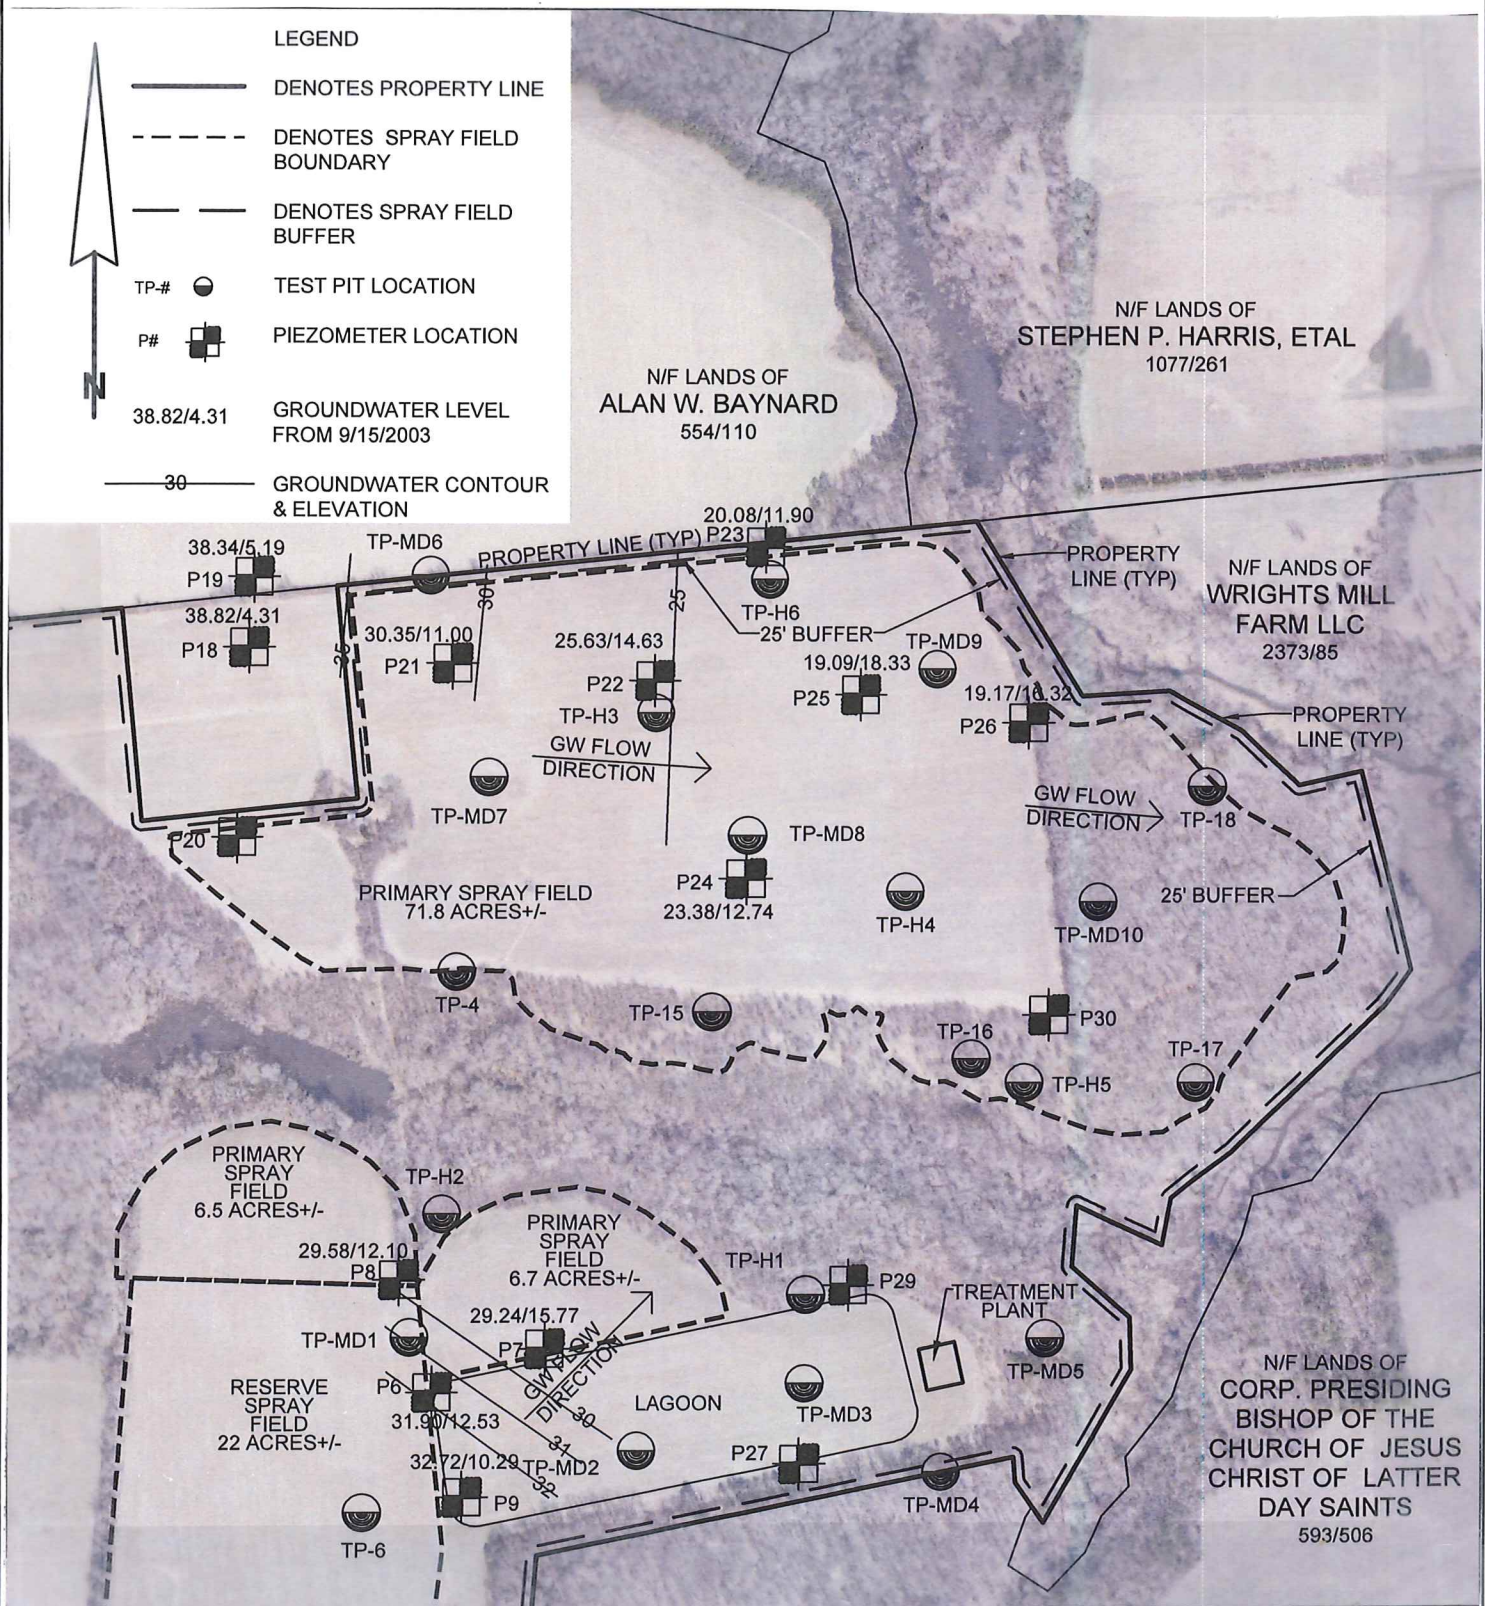 LEGEND
DENOTES PROPERTY LINE
DENOTES SPRAY FIELD
BOUNDARY
DENOTES SPRAY FIELD
BUFFER
TP-#
TEST PIT LOCATION
P#
PIEZOMETER LOCATION
N
38.82/4.31
GROUNDWATER LEVEL
FROM 9/15/2003
30
GROUNDWATER CONTOUR
& ELEVATION
N/F LANDS OF
ALAN W. BAYNARD
554/110
N/F LANDS OF
STEPHEN P. HARRIS, ETAL
1077/261
38.34/5.19
P19
TP-MD6
PROPERTY LINE (TYP)
20.08/11.90
P23
TP-H6
PROPERTY
LINE (TYP)
N/F LANDS OF
WRIGHTS MILL
FARM LLC
2373/85
38.82/4.31
P18
35
30.35/11.00
P21
30
25.63/14.63
P22
25
TP-H3
25' BUFFER
TP-MD9
19.09/18.33
P25
19.17/16.32
P26
PROPERTY
LINE (TYP)
GW FLOW
DIRECTION
TP-MD7
TP-MD8
GW FLOW
DIRECTION
TP-18
P20
PRIMARY SPRAY FIELD
71.8 ACRES+/-
P24
23.38/12.74
TP-H4
TP-MD10
25' BUFFER
TP-4
TP-15
TP-16
P30
TP-H5
TP-17
PRIMARY
SPRAY
FIELD
6.5 ACRES+/-
TP-H2
PRIMARY
SPRAY
FIELD
6.7 ACRES+/-
29.58/12.10
P8
TP-H1
P29
TREATMENT
PLANT
TP-MD1
29.24/15.77
P7
GW FLOW
DIRECTION
TP-MD5
RESERVE
SPRAY
FIELD
22 ACRES+/-
P6
31.90/12.53
LAGOON
TP-MD3
30
31
32
32.72/10.29
TP-MD2
P27
P9
TP-MD4
TP-6
N/F LANDS OF
CORP. PRESIDING
BISHOP OF THE
CHURCH OF JESUS
CHRIST OF LATTER
DAY SAINTS
593/506